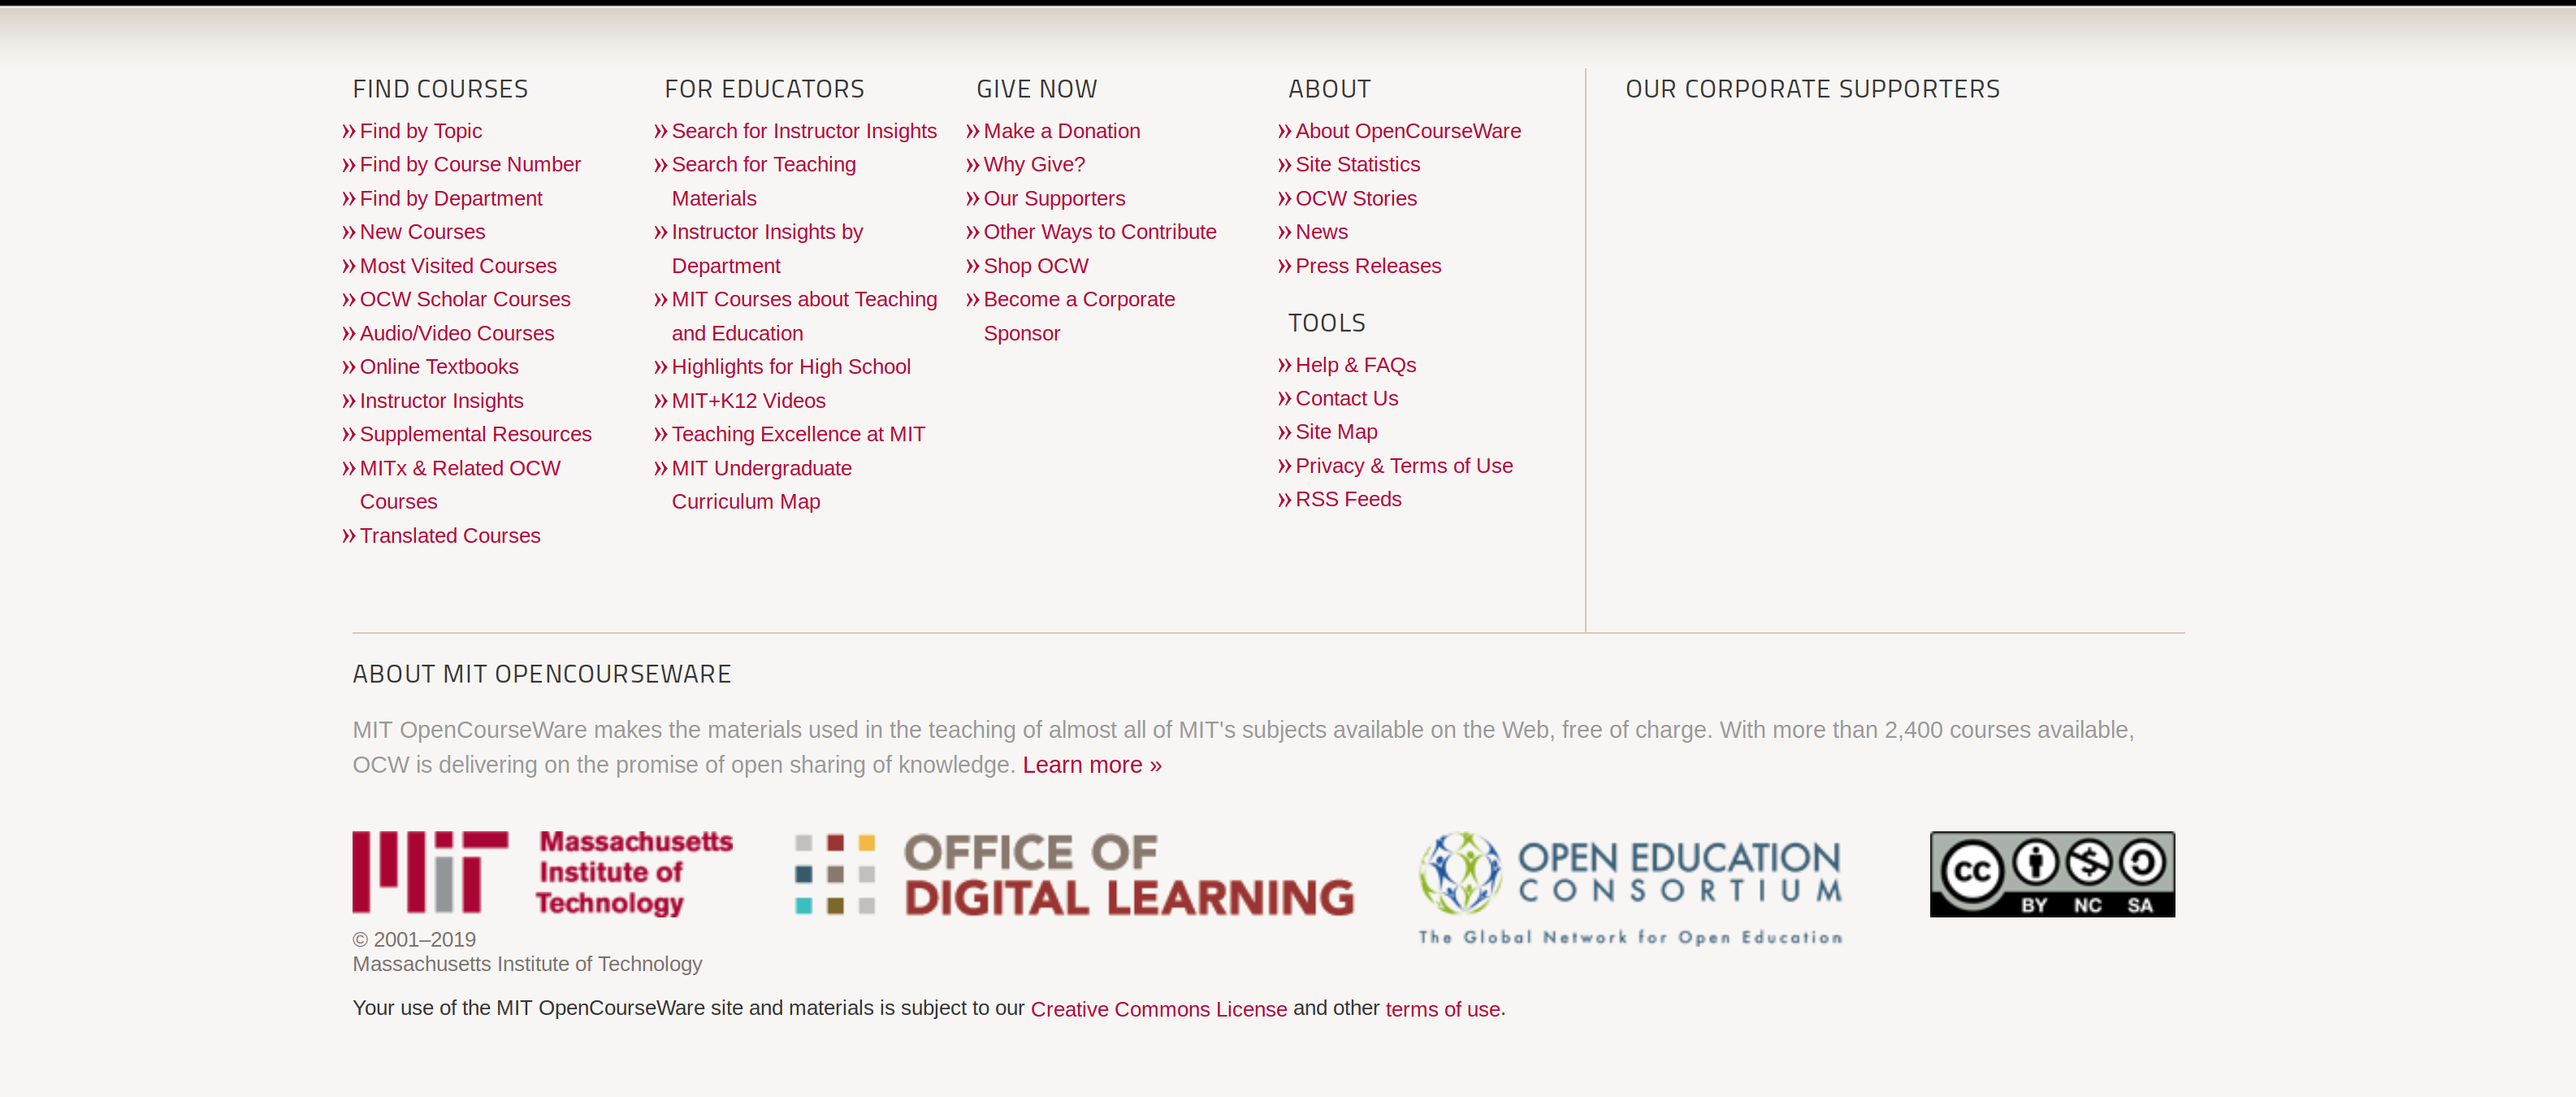 FIND COURSES
» Find by Topic
» Find by Course Number
» Find by Department
» New Courses
» Most Visited Courses
» OCW Scholar Courses
» Audio/Video Courses
» Online Textbooks
» Instructor Insights
» Supplemental Resources
» MITx & Related OCW
Courses
» Translated Courses
FOR EDUCATORS
» Search for Instructor Insights
» Search for Teaching
Materials
» Instructor Insights by
Department
» MIT Courses about Teaching
and Education
» Highlights for High School
» MIT+K12 Videos
» Teaching Excellence at MIT
» MIT Undergraduate
Curriculum Map
GIVE NOW
» Make a Donation
» Why Give?
» Our Supporters
» Other Ways to Contribute
» Shop OCW
» Become a Corporate
Sponsor
ABOUT
» About OpenCourseWare
» Site Statistics
» OCW Stories
» News
» Press Releases
TOOLS
» Help & FAQs
» Contact Us
» Site Map
» Privacy & Terms of Use
» RSS Feeds
OUR CORPORATE SUPPORTERS
ABOUT MIT OPENCOURSEWARE
MIT OpenCourseWare makes the materials used in the teaching of almost all of MIT's subjects available on the Web, free of charge. With more than 2,400 courses available,
OCW is delivering on the promise of open sharing of knowledge. Learn more »
MIT
Massachusetts
Institute of
Technology
OFFICE OF
DIGITAL LEARNING
OPEN EDUCATION
CONSORTIUM
The Global Network for Open Education
cc
BY NC SA
© 2001–2019
Massachusetts Institute of Technology
Your use of the MIT OpenCourseWare site and materials is subject to our Creative Commons License and other terms of use.